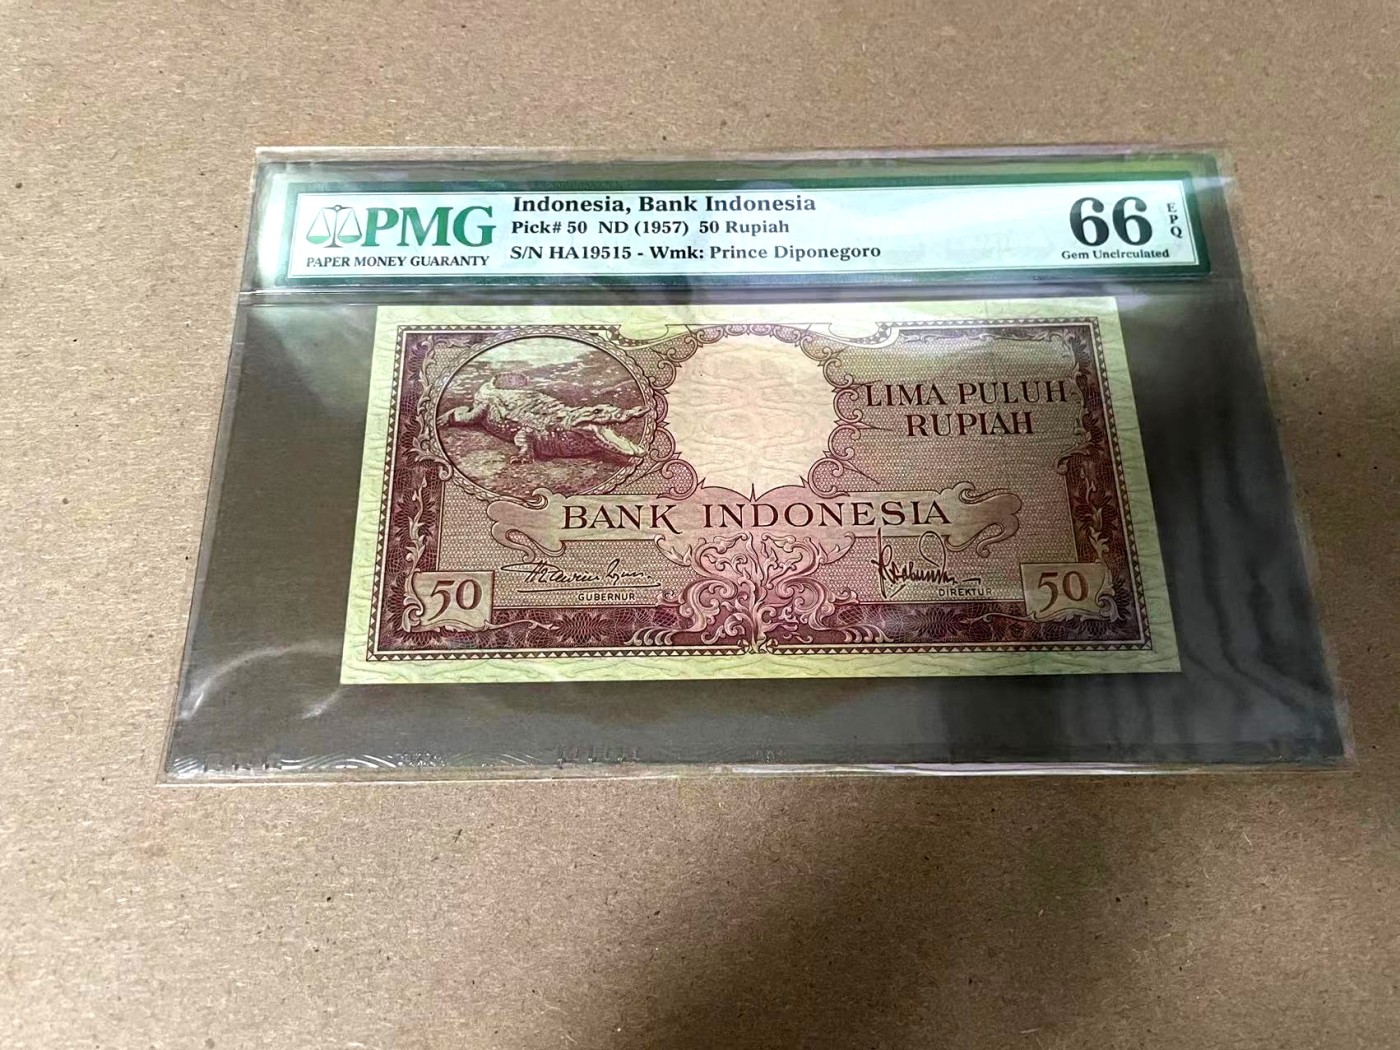 PMG
PAPER MONEY GUARANTY
Indonesia, Bank Indonesia
Pick# 50 ND (1957) 50 Rupiah
S/N HA19515 - Wmk: Prince Diponegoro
66
EPQ
Gem Uncirculated
LIMA PULUH
RUPIAH
BANK INDONESIA
50
GUBERNUR
DIREKTUR
50